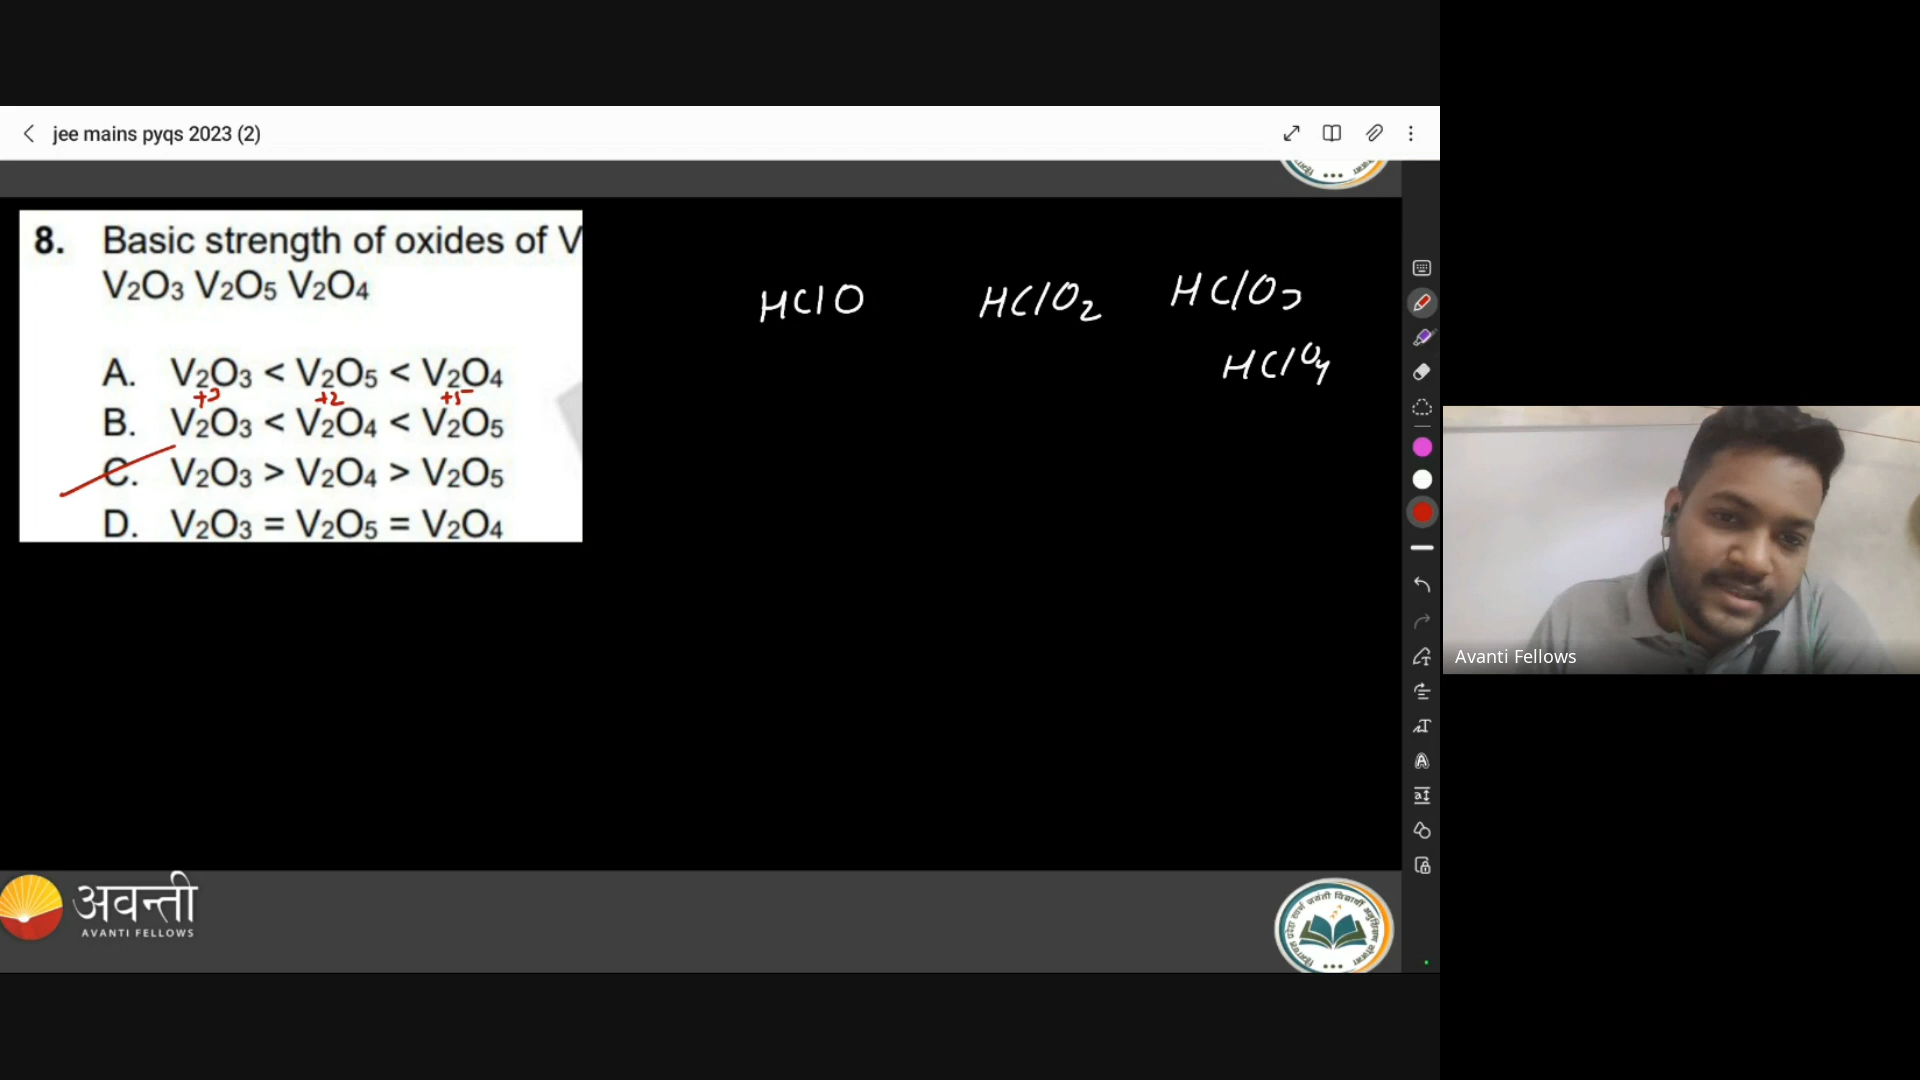 jee mains pyqs 2023 (2)
8. Basic strength of oxides of V
V₂O₃ V₂O₅ V₂O₄
A. V₂O₃ < V₂O₅ < V₂O₄
+3 +2 +5
B. V₂O₃ < V₂O₄ < V₂O₅
C. V₂O₃ > V₂O₄ > V₂O₅
D. V₂O₃ = V₂O₅ = V₂O₄
HClO HClO₂ HClO₃
HClO₄
Avanti Fellows
अवन्ती
AVANTI FELLOWS